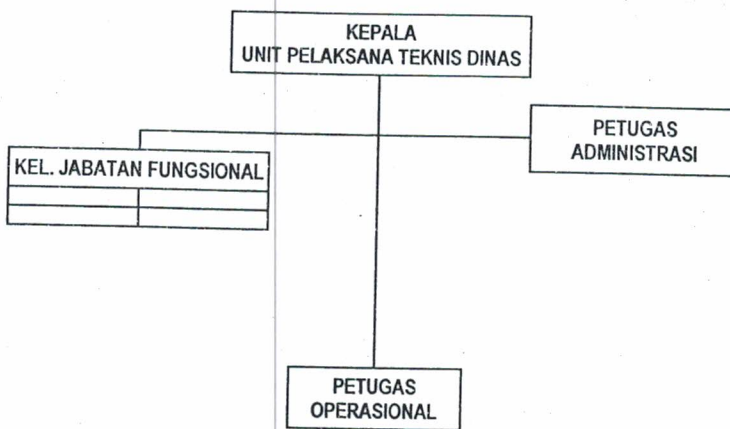 KEPALA
UNIT PELAKSANA TEKNIS DINAS
PETUGAS
ADMINISTRASI
KEL. JABATAN FUNGSIONAL
PETUGAS
OPERASIONAL